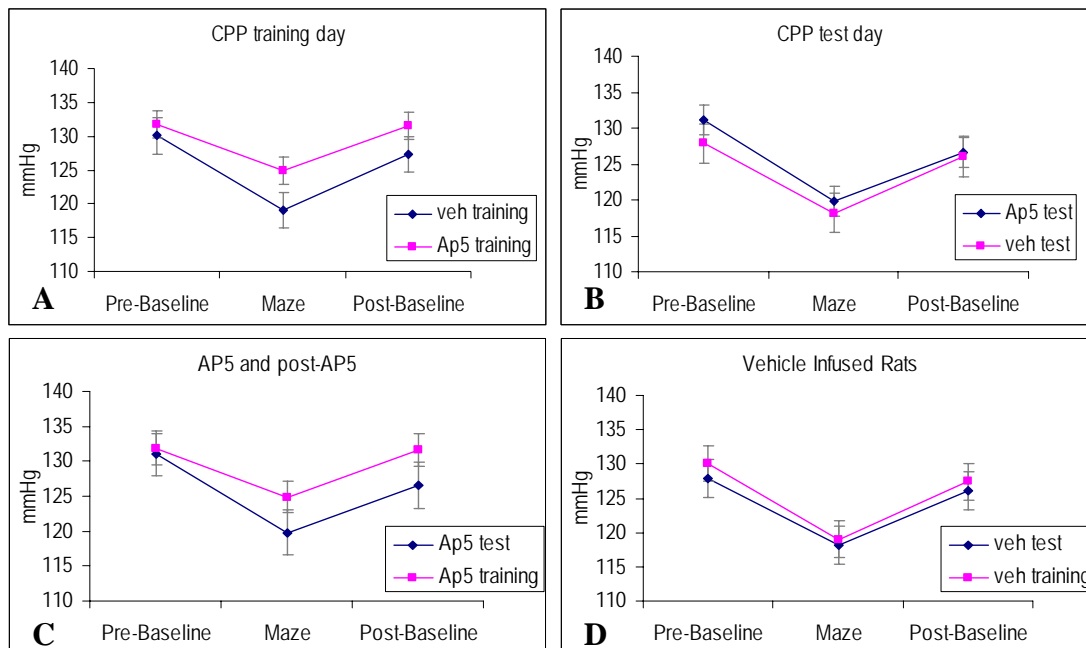 CPP training day
140
135
130
125
120
115
110
mmHg
veh training
Ap5 training
Pre-Baseline Maze Post-Baseline
A
CPP test day
140
135
130
125
120
115
110
mmHg
Ap5 test
veh test
Pre-Baseline Maze Post-Baseline
B
AP5 and post-AP5
140
135
130
125
120
115
110
mmHg
Ap5 test
Ap5 training
Pre-Baseline Maze Post-Baseline
C
Vehicle Infused Rats
140
135
130
125
120
115
110
mmHg
veh test
veh training
Pre-Baseline Maze Post-Baseline
D